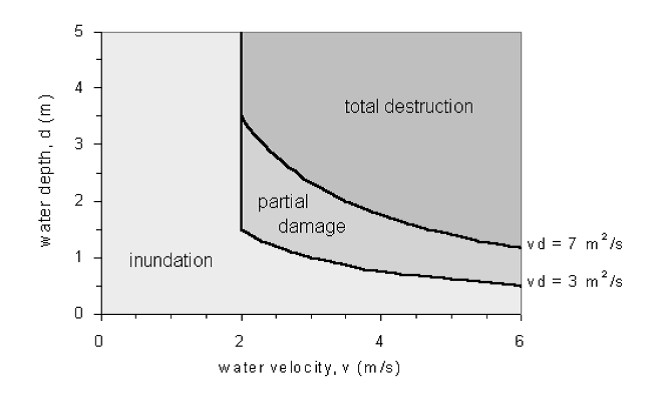 5
4
3
2
1
0
water depth, d (m)
total destruction
partial
damage
inundation
vd = 7 m²/s
vd = 3 m²/s
0 2 4 6
water velocity, v (m/s)